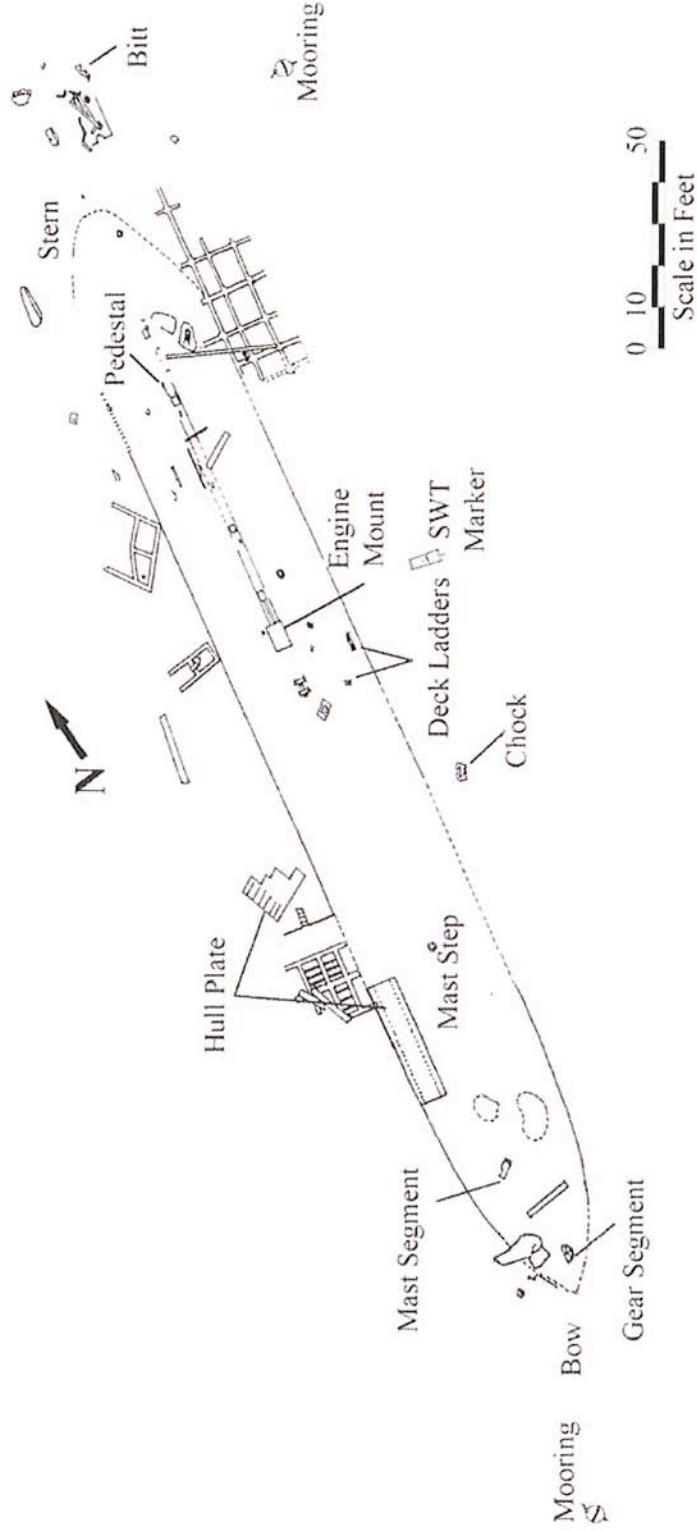 Bitt
Mooring
Stern
Pedestal
N
Engine
Mount
SWT
Marker
Deck Ladders
Chock
Hull Plate
Mast Step
Mast Segment
Gear Segment
Bow
Mooring
0 10 50
Scale in Feet